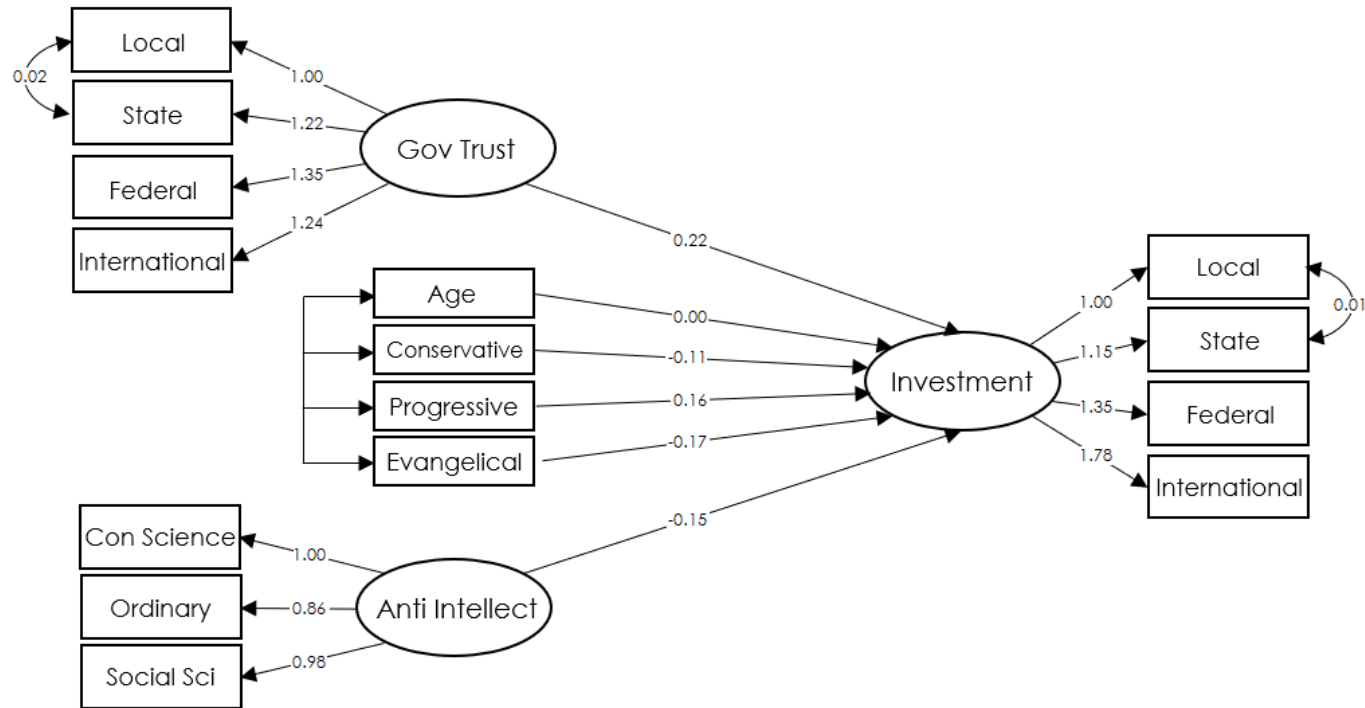 Local
0.02
1.00
State
1.22
Gov Trust
Federal
1.35
1.24
International
0.22
Age
0.00
Conservative
-0.11
Progressive
0.16
Evangelical
-0.17
Investment
1.00
Local
0.01
1.15
State
1.35
Federal
1.78
International
-0.15
Con Science
1.00
Ordinary
0.86
Anti Intellect
0.98
Social Sci